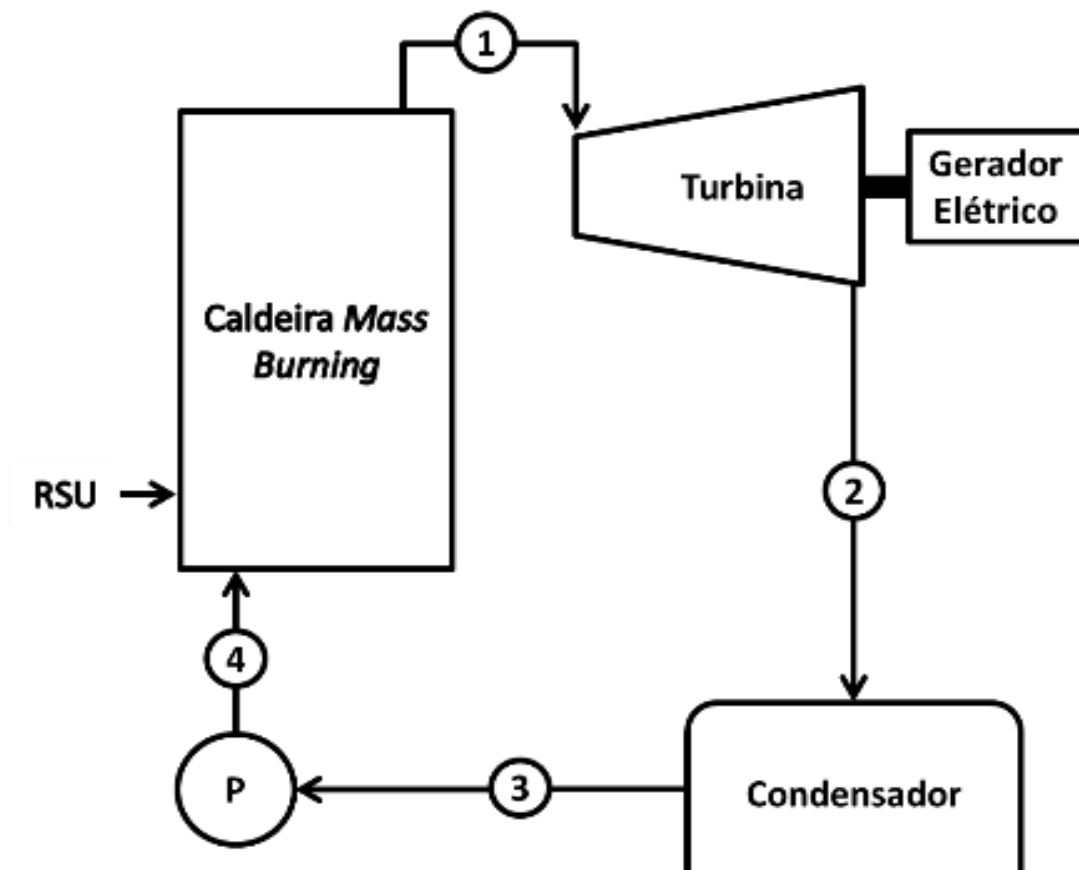 1
Turbina
Gerador
Elétrico
Caldeira Mass
Burning
RSU
2
4
P
3
Condensador